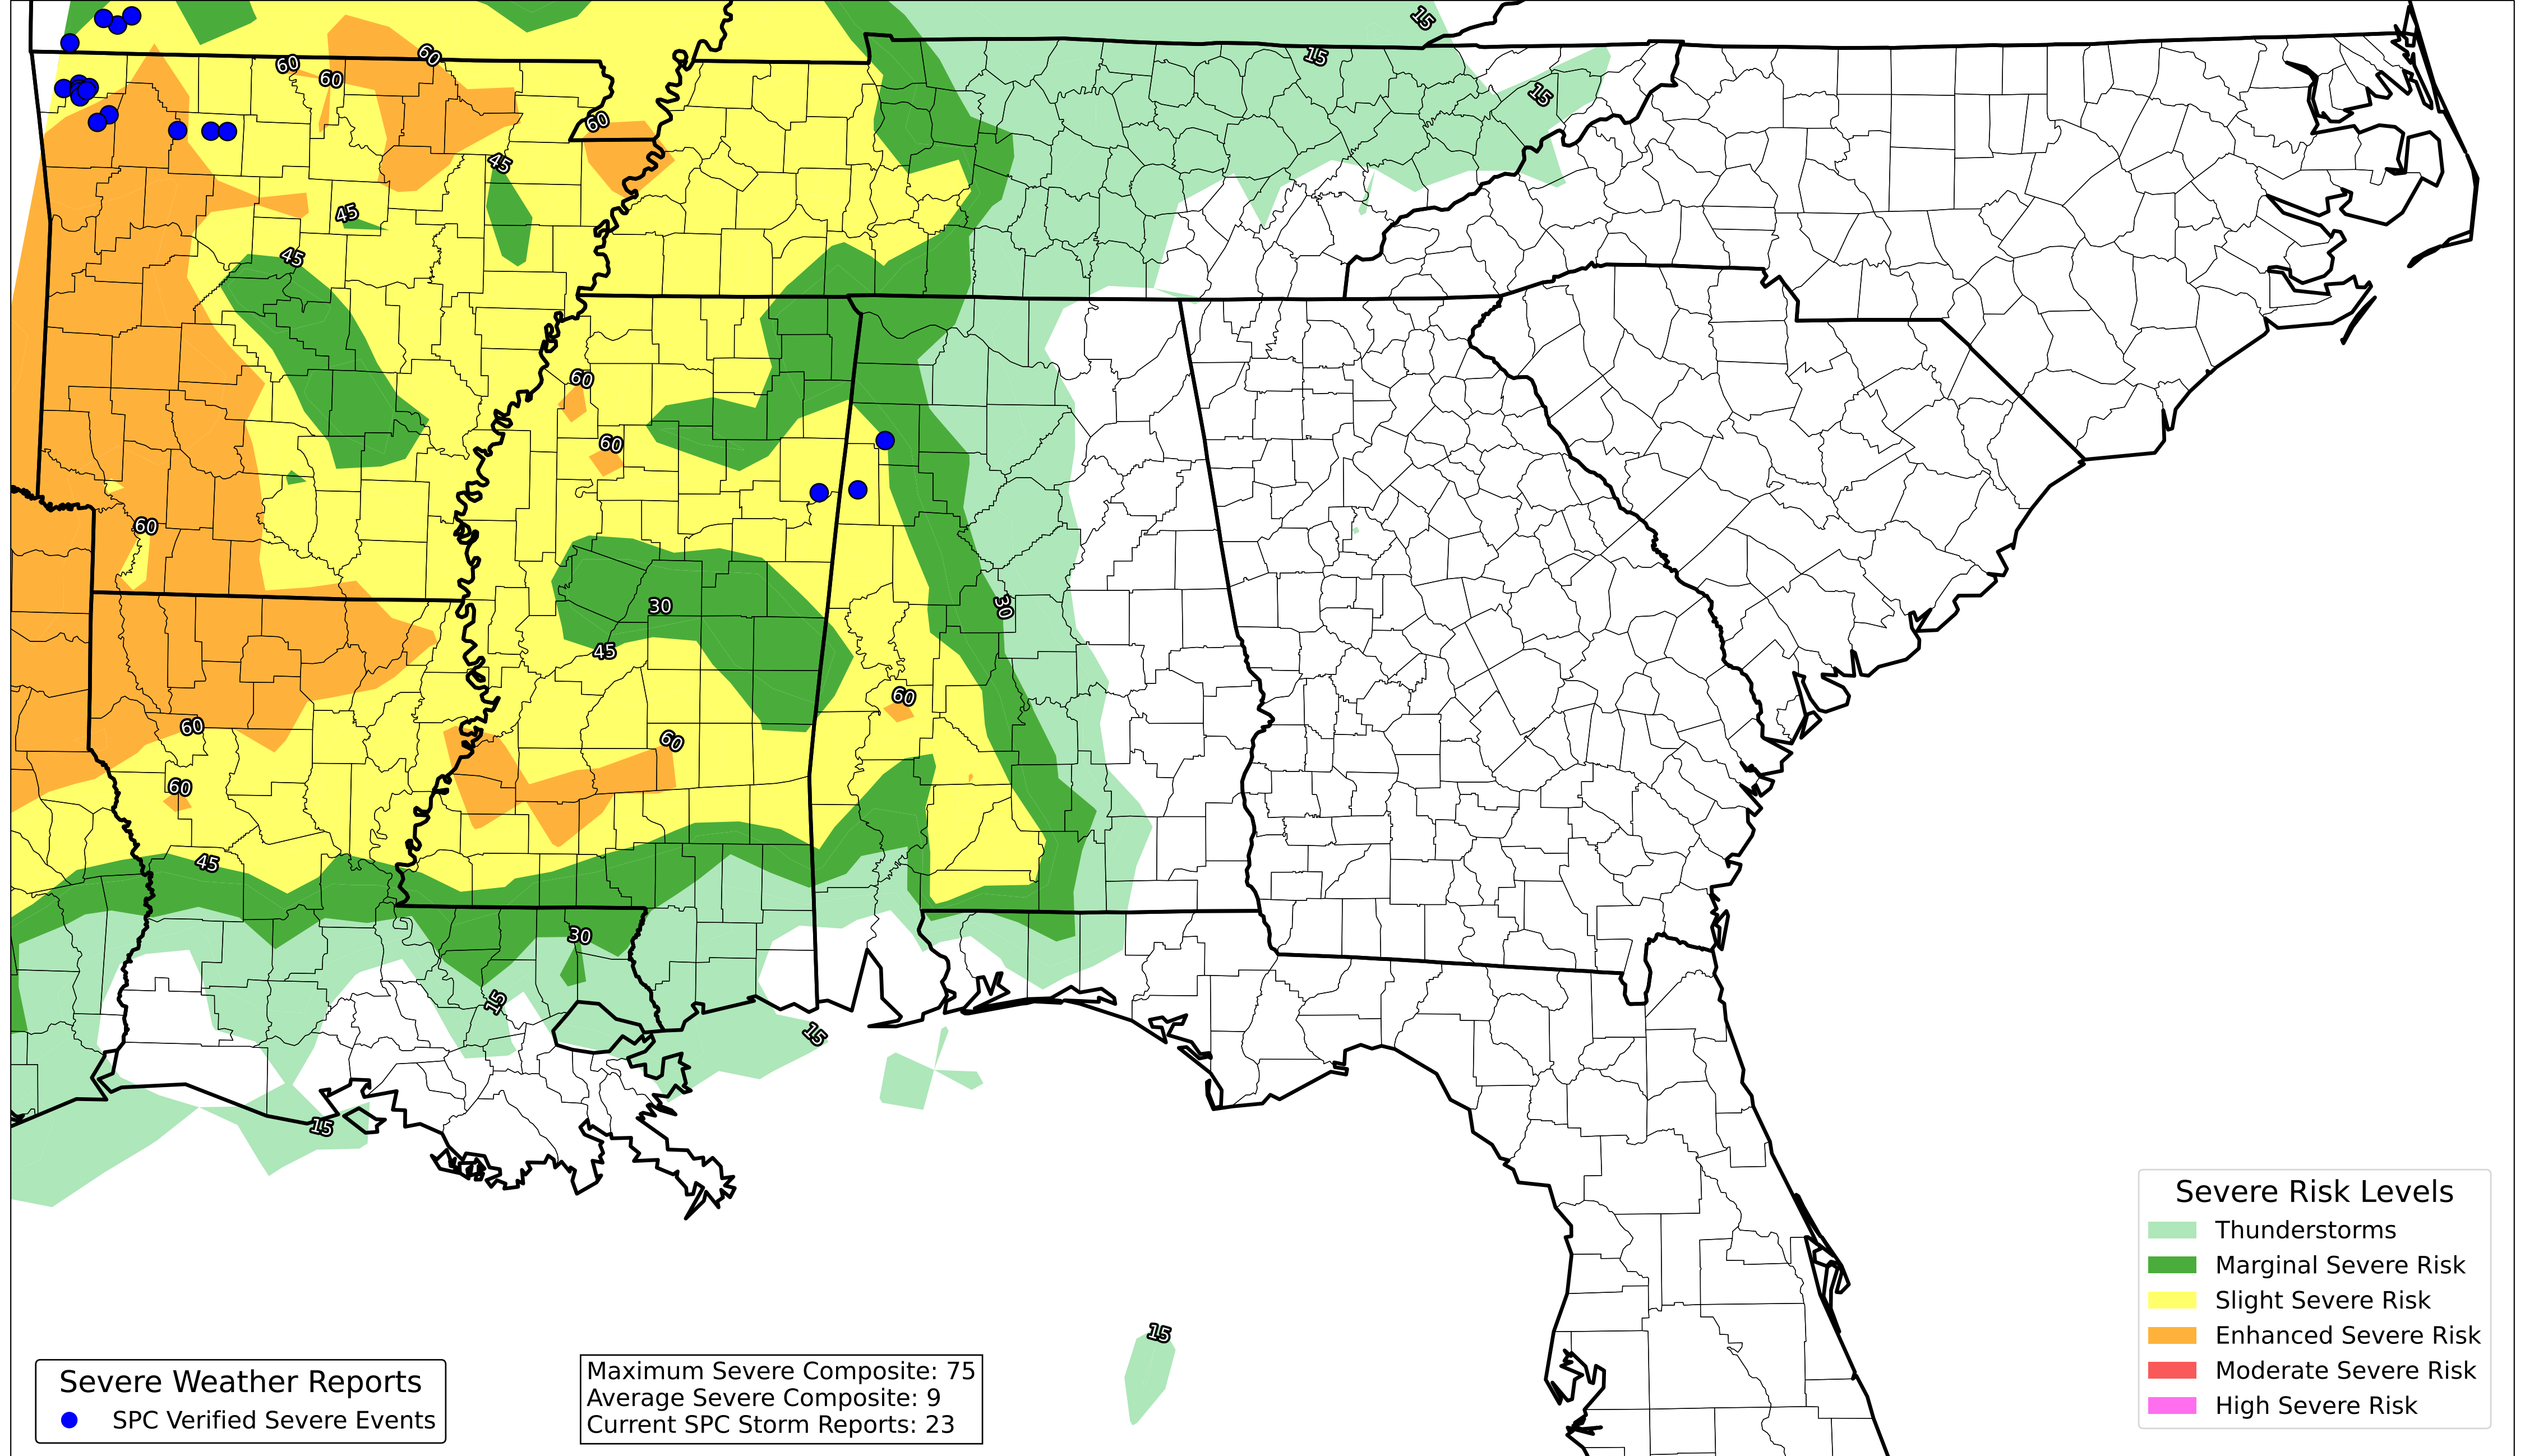 15
15
60
60
60
15
60
45
45
45
60
60
60
30
30
45
60
60
60
60
45
30
15
15
15
15
Severe Risk Levels
Thunderstorms
Marginal Severe Risk
Slight Severe Risk
Enhanced Severe Risk
Moderate Severe Risk
High Severe Risk
Severe Weather Reports
SPC Verified Severe Events
Maximum Severe Composite: 75
Average Severe Composite: 9
Current SPC Storm Reports: 23